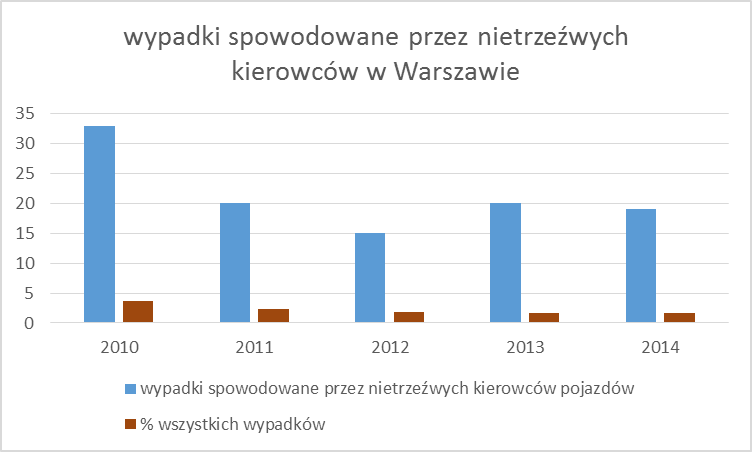 wypadki spowodowane przez nietrzeźwych
kierowców w Warszawie
35
30
25
20
15
10
5
0
2010 2011 2012 2013 2014
wypadki spowodowane przez nietrzeźwych kierowców pojazdów
% wszystkich wypadków